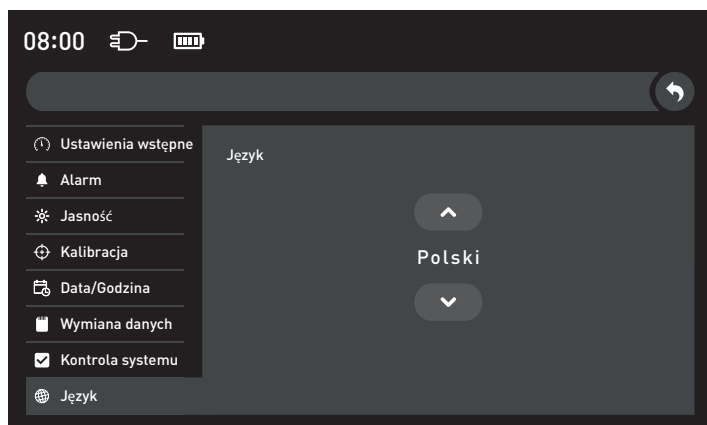 08:00
Ustawienia wstępne
Alarm
Jasność
Kalibracja
Data/Godzina
Wymiana danych
Kontrola systemu
Język
Język
Polski